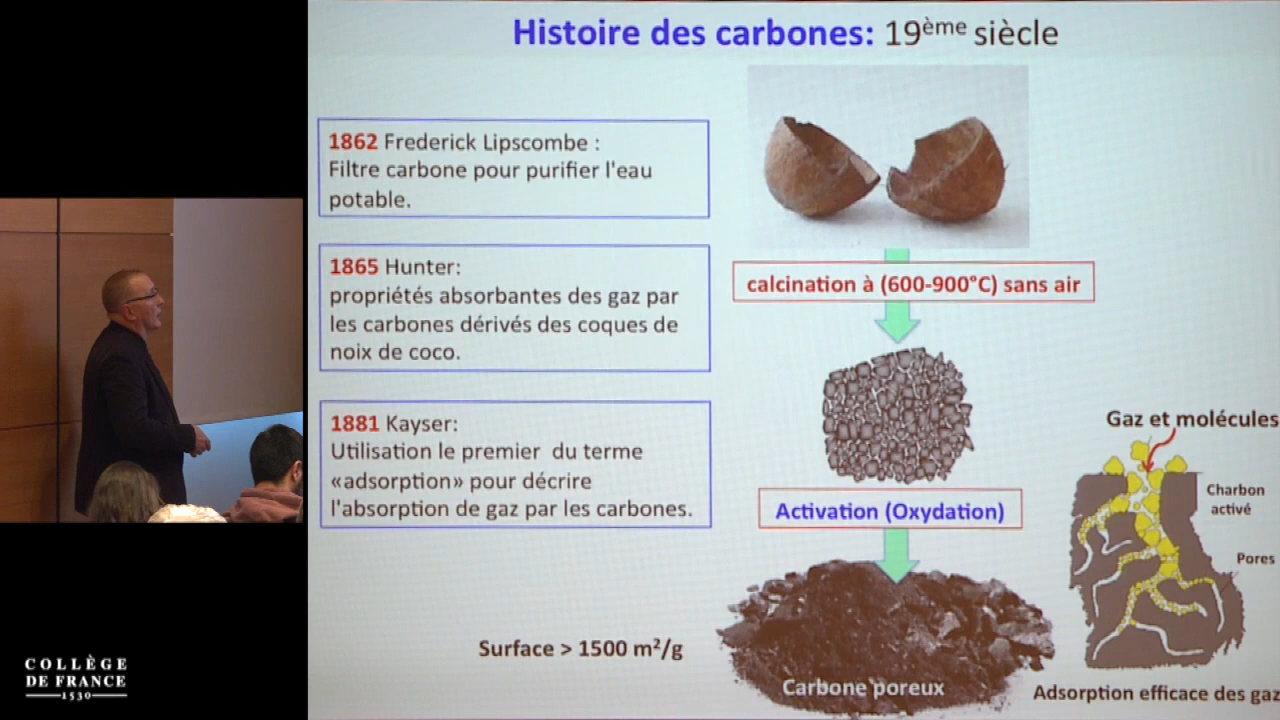 Histoire des carbones: 19ème siècle
1862 Frederick Lipscombe :
Filtre carbone pour purifier l'eau
potable.
1865 Hunter:
propriétés absorbantes des gaz par
les carbones dérivés des coques de
noix de coco.
1881 Kayser:
Utilisation le premier du terme
«adsorption» pour décrire
l'absorption de gaz par les carbones.
Surface > 1500 m²/g
calcination à (600-900°C) sans air
Activation (Oxydation)
Carbone poreux
Gaz et molécules
Charbon
activé
Pores
Adsorption efficace des gaz
COLLÈGE
DE FRANCE
1530